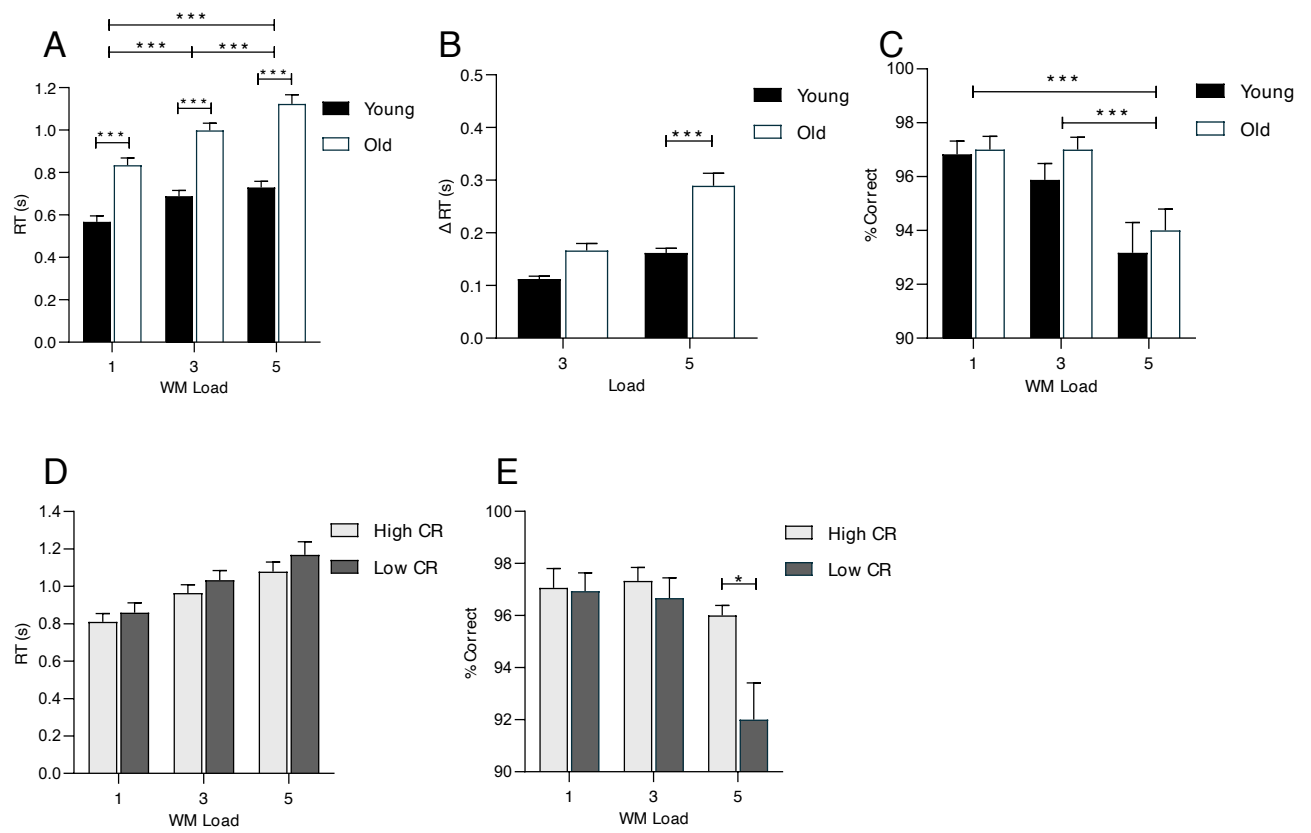 A
***
*** ***
***
***
***
1.2
1.0
0.8
0.6
0.4
0.2
0.0
RT (s)
1 3 5
WM Load
Young
Old
B
0.5
0.4
0.3
0.2
0.1
0.0
Δ RT (s)
***
3 5
Load
Young
Old
C
100
98
96
94
92
90
% Correct
***
***
1 3 5
WM Load
Young
Old
D
1.4
1.2
1.0
0.8
0.6
0.4
0.2
0.0
RT (s)
1 3 5
WM Load
High CR
Low CR
E
100
98
96
94
92
90
% Correct
*
1 3 5
WM Load
High CR
Low CR